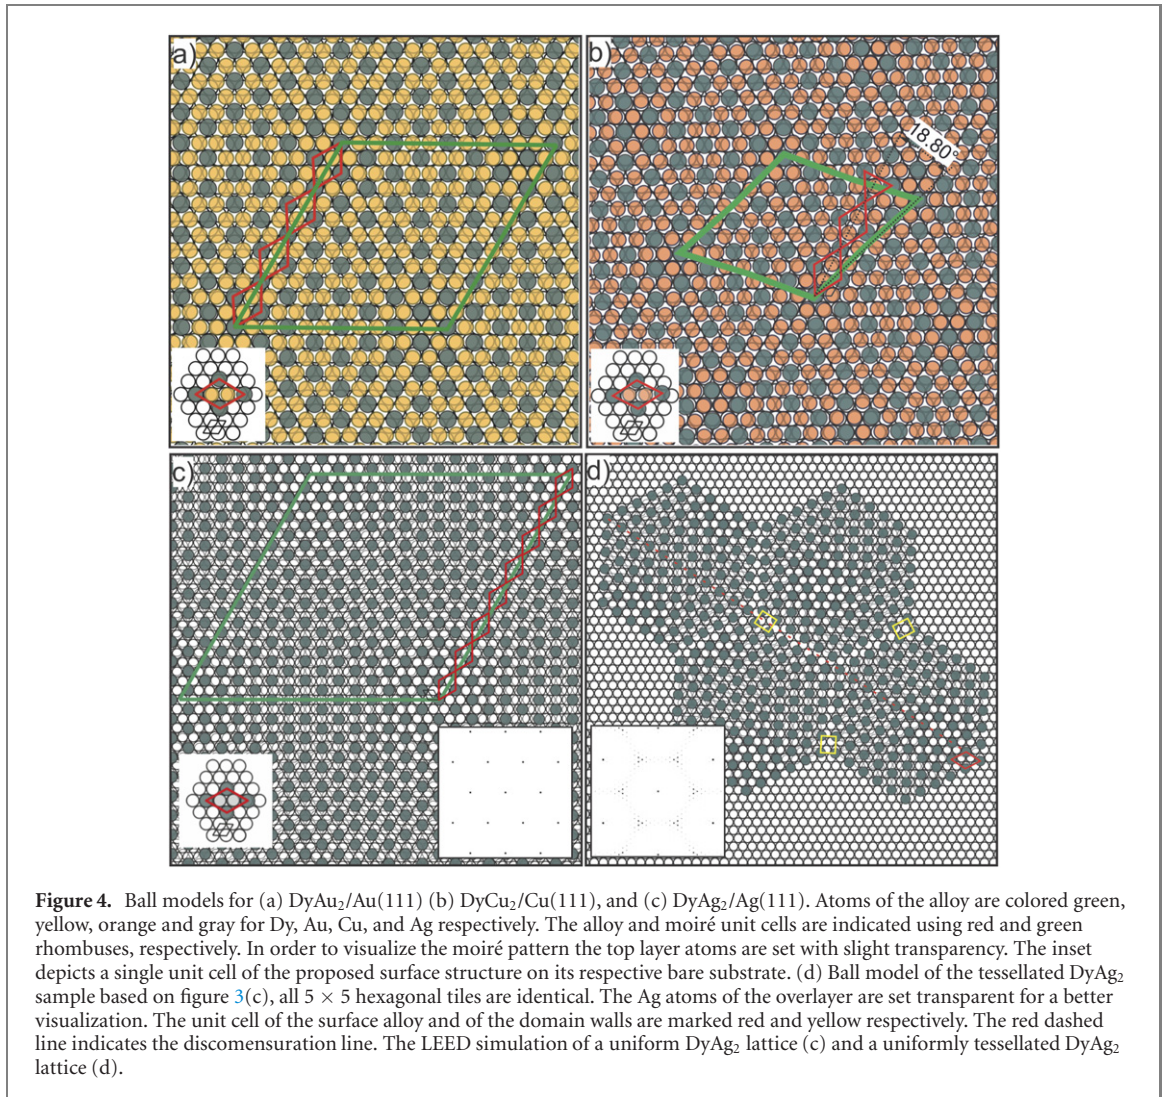 a)
b)
18.80°
c)
d)
Figure 4. Ball models for (a) DyAu₂/Au(111) (b) DyCu₂/Cu(111), and (c) DyAg₂/Ag(111). Atoms of the alloy are colored green,
yellow, orange and gray for Dy, Au, Cu, and Ag respectively. The alloy and moiré unit cells are indicated using red and green
rhombuses, respectively. In order to visualize the moiré pattern the top layer atoms are set with slight transparency. The inset
depicts a single unit cell of the proposed surface structure on its respective bare substrate. (d) Ball model of the tessellated DyAg₂
sample based on figure 3(c), all 5 × 5 hexagonal tiles are identical. The Ag atoms of the overlayer are set transparent for a better
visualization. The unit cell of the surface alloy and of the domain walls are marked red and yellow respectively. The red dashed
line indicates the discomensuration line. The LEED simulation of a uniform DyAg₂ lattice (c) and a uniformly tessellated DyAg₂
lattice (d).